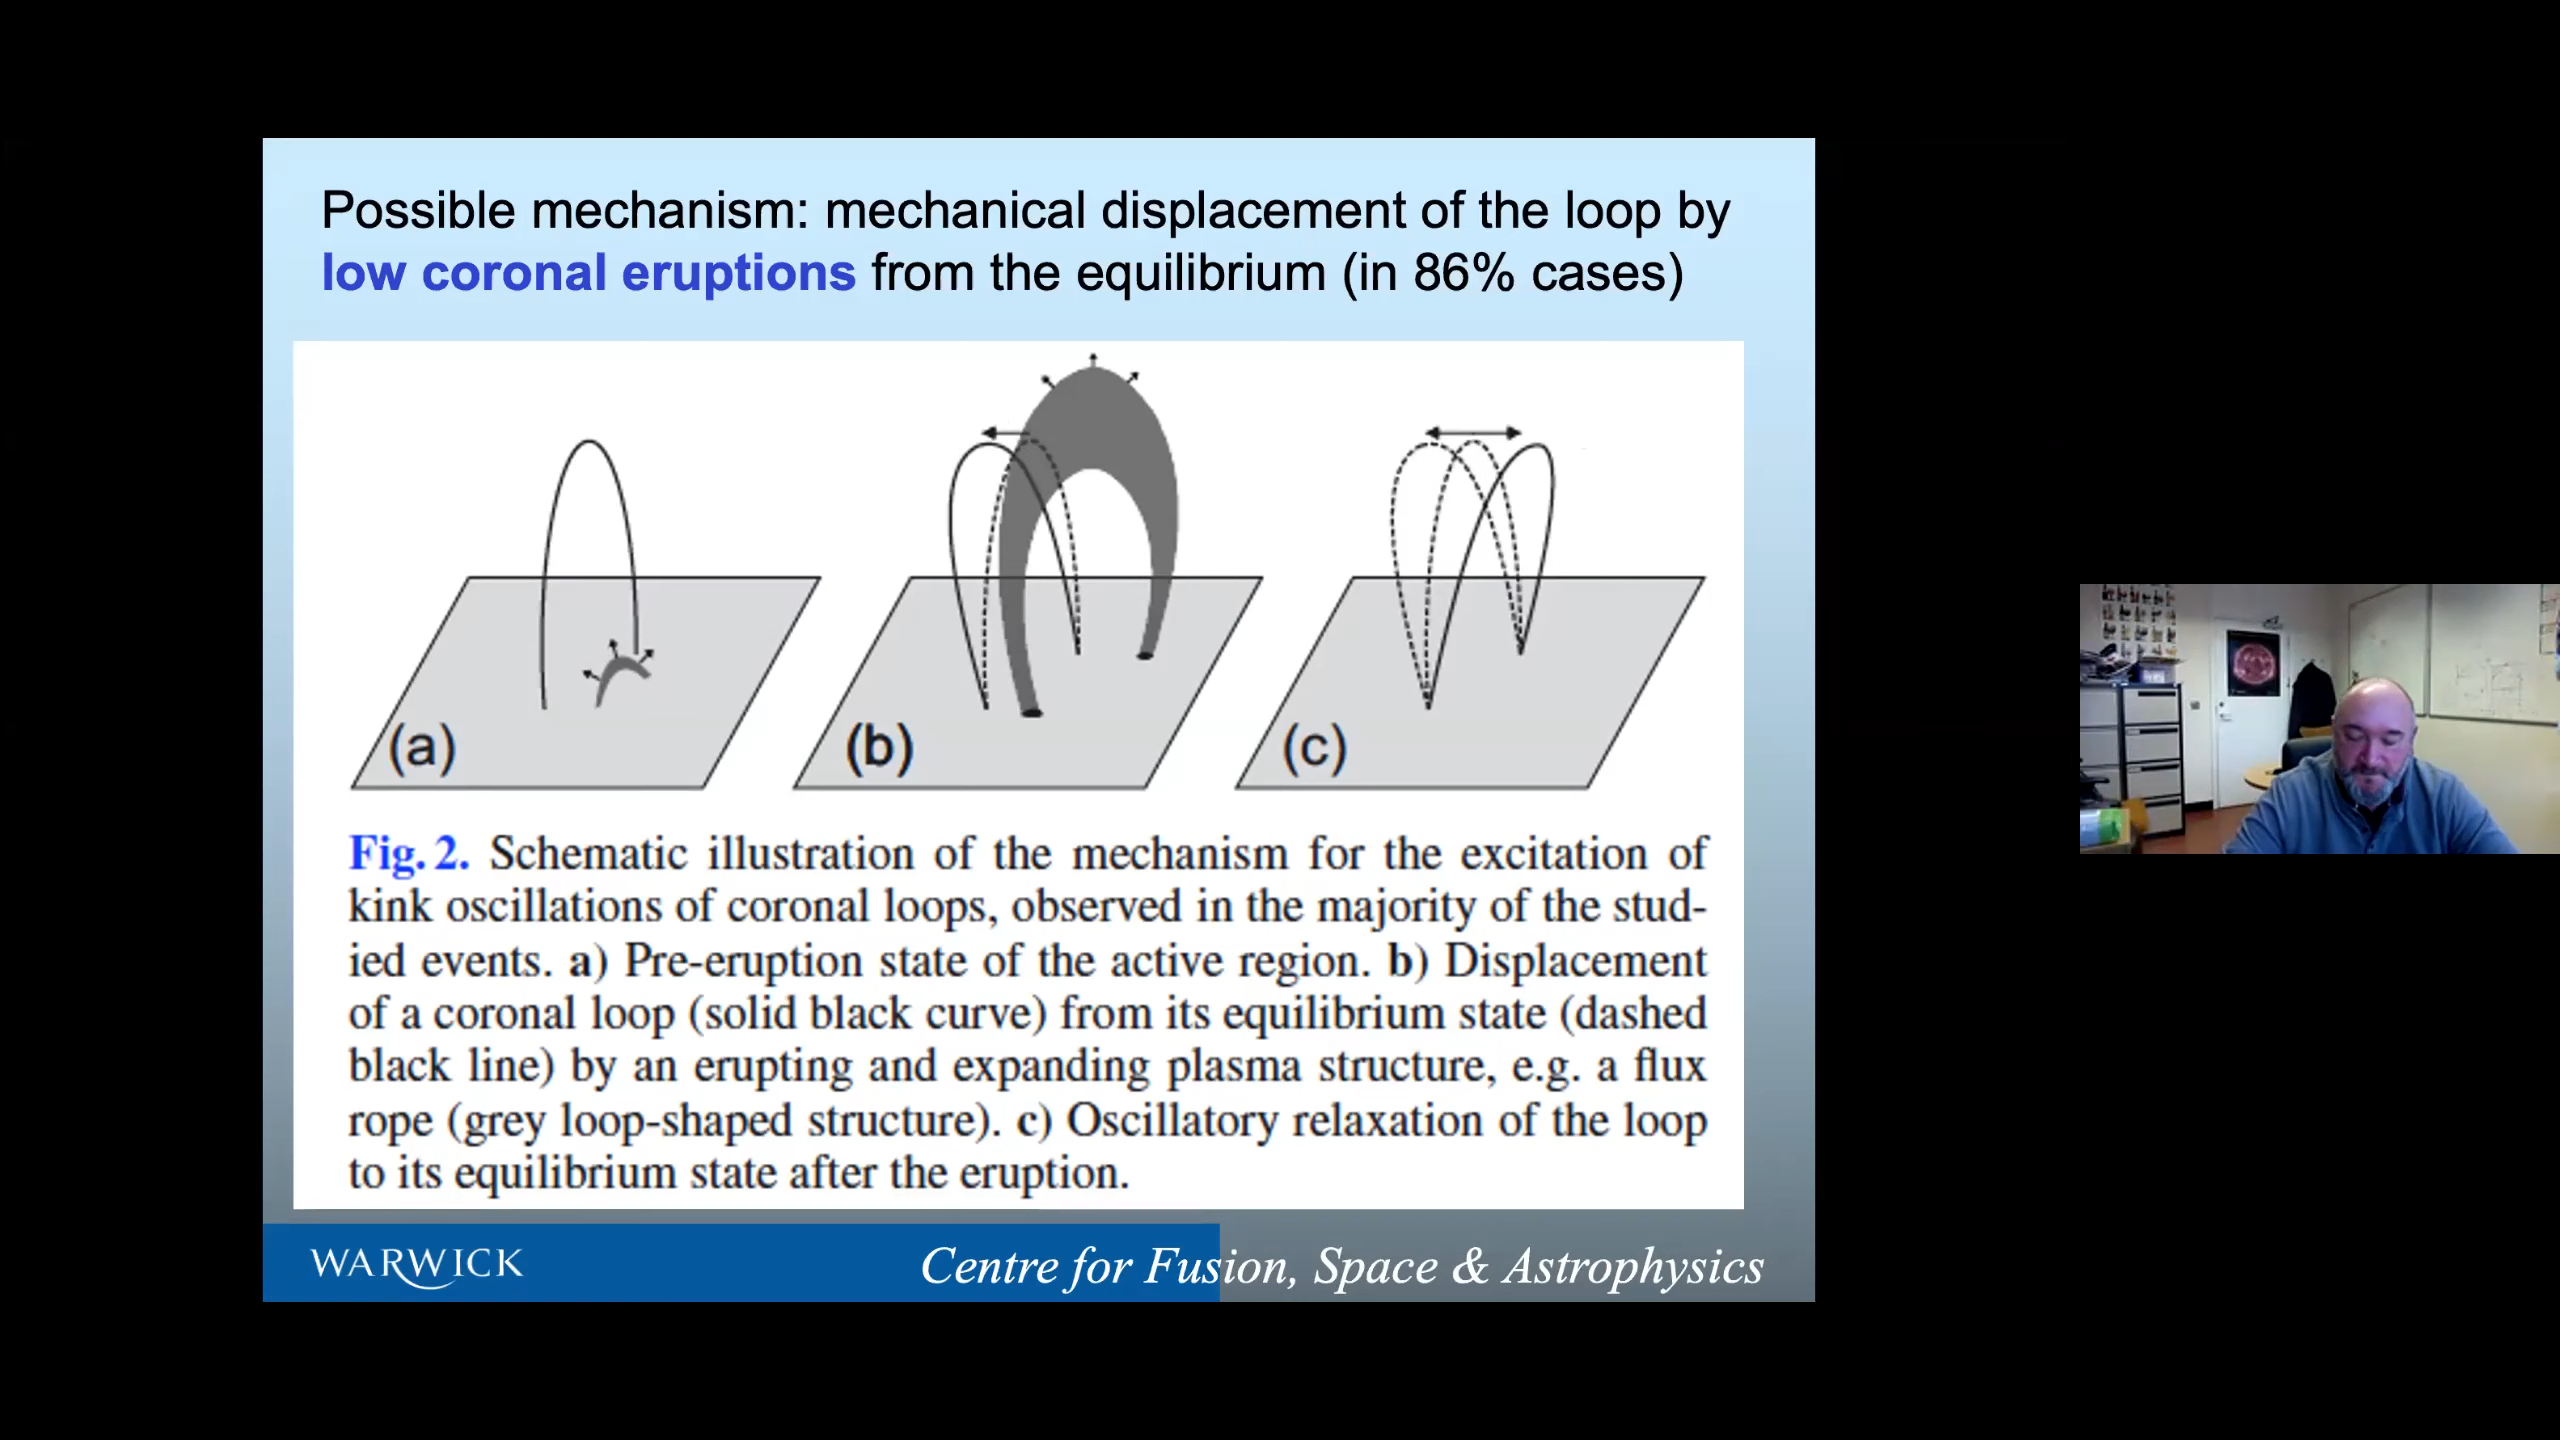 Possible mechanism: mechanical displacement of the loop by
low coronal eruptions from the equilibrium (in 86% cases)
(a)
(b)
(c)
Fig. 2. Schematic illustration of the mechanism for the excitation of
kink oscillations of coronal loops, observed in the majority of the stud-
ied events. a) Pre-eruption state of the active region. b) Displacement
of a coronal loop (solid black curve) from its equilibrium state (dashed
black line) by an erupting and expanding plasma structure, e.g. a flux
rope (grey loop-shaped structure). c) Oscillatory relaxation of the loop
to its equilibrium state after the eruption.
WARWICK
Centre for Fusion, Space & Astrophysics